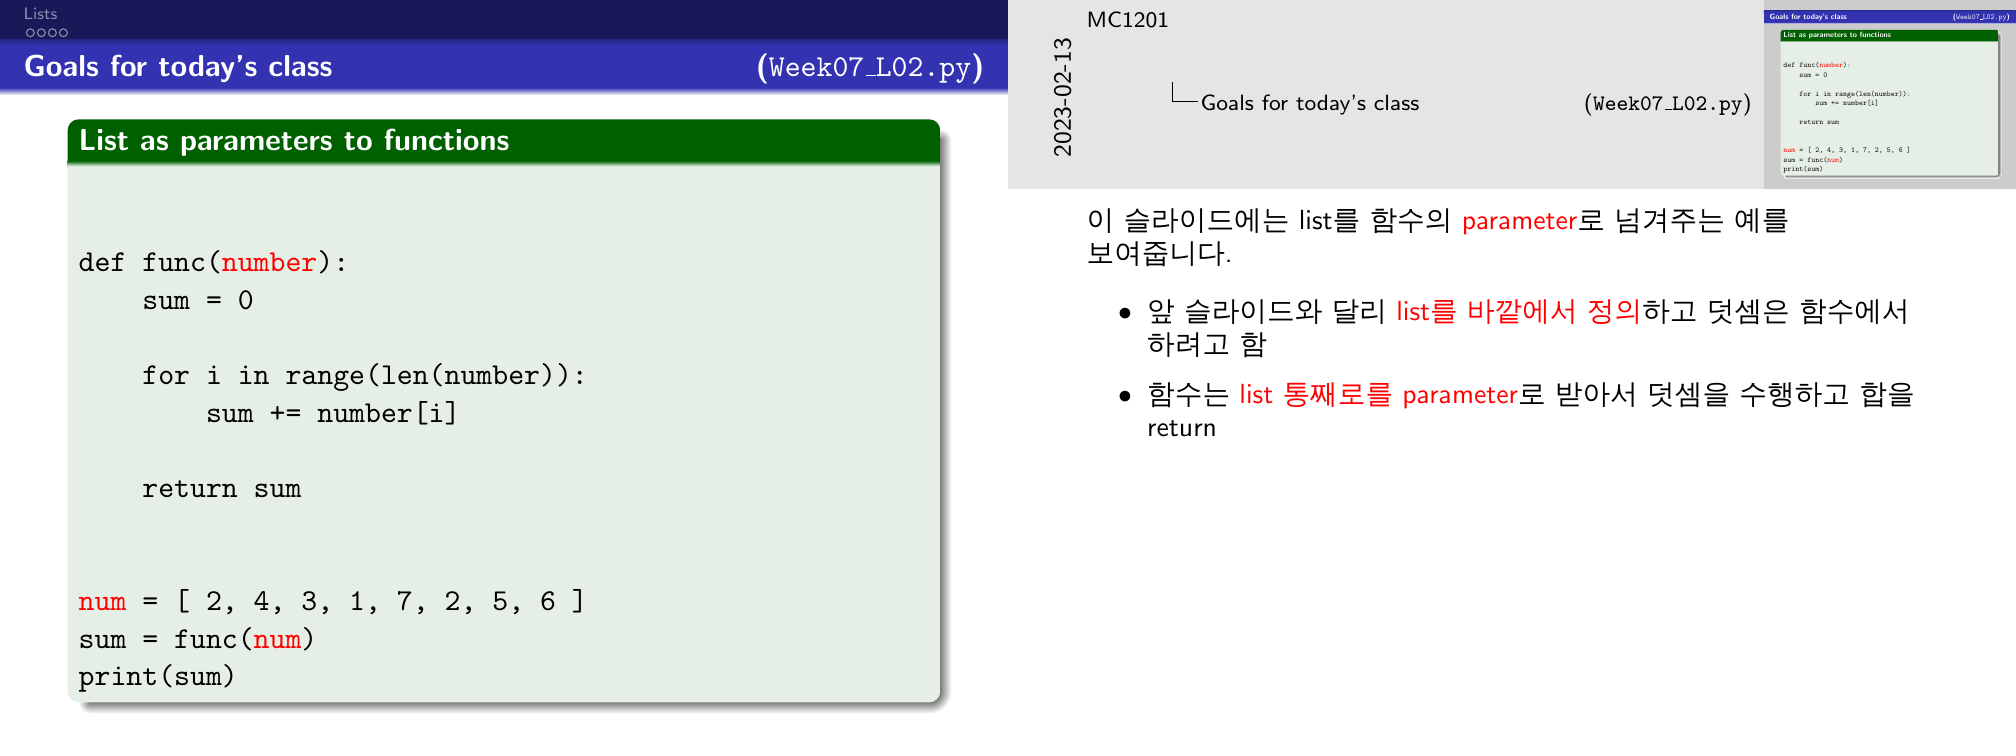 Lists
Goals for today's class (Week07_L02.py)
List as parameters to functions
def func(number):
    sum = 0
    for i in range(len(number)):
        sum += number[i]
    return sum
num = [ 2, 4, 3, 1, 7, 2, 5, 6 ]
sum = func(num)
print(sum)
MC1201
2023-02-13
Goals for today's class (Week07_L02.py)
Goals for today's class (Week07_L02.py)
List as parameters to functions
def func(number):
    sum = 0
    for i in range(len(number)):
        sum += number[i]
    return sum
num = [ 2, 4, 3, 1, 7, 2, 5, 6 ]
sum = func(num)
print(sum)
이 슬라이드에는 list를 함수의 parameter로 넘겨주는 예를
보여줍니다.
• 앞 슬라이드와 달리 list를 바깥에서 정의하고 덧셈은 함수에서
하려고 함
• 함수는 list 통째로를 parameter로 받아서 덧셈을 수행하고 합을
return